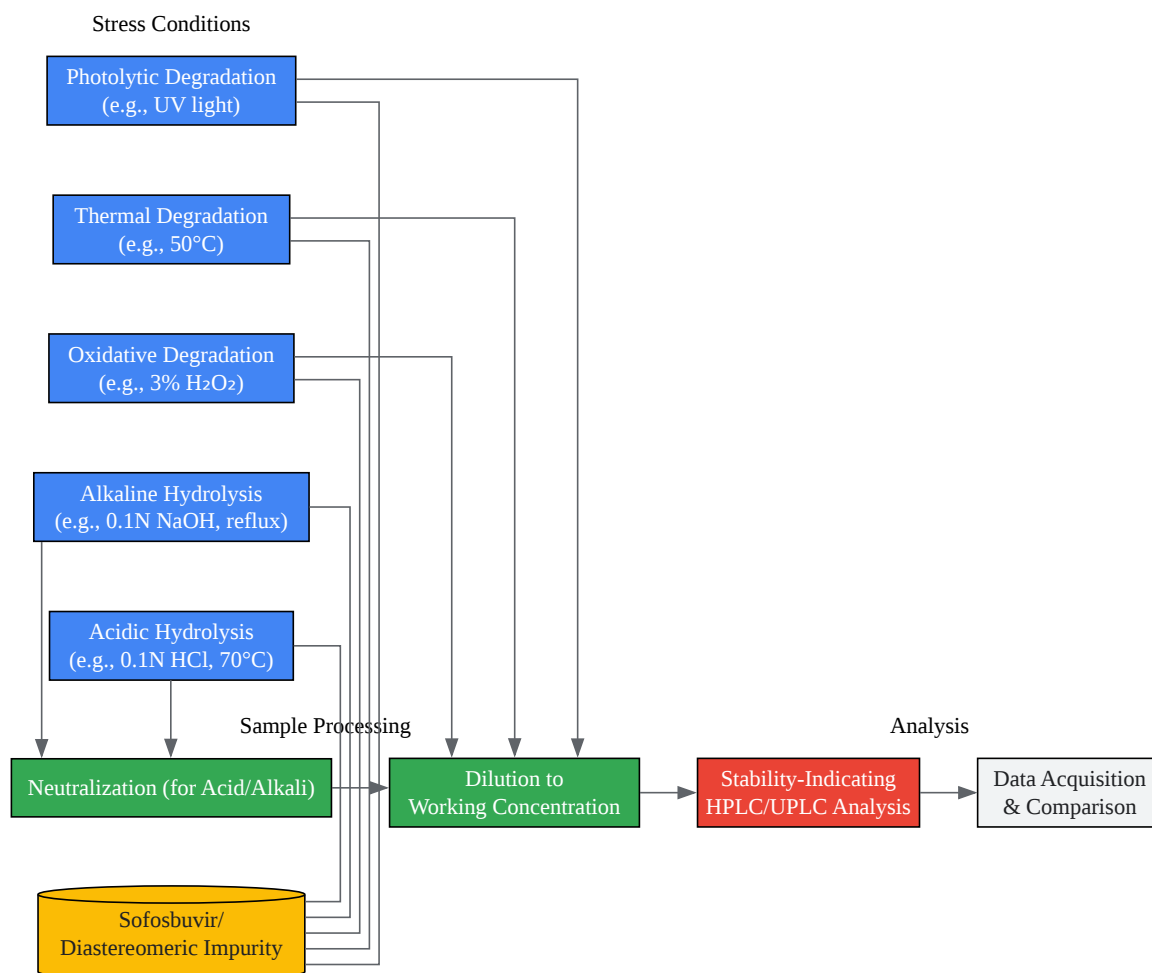 Stress Conditions
Photolytic Degradation
(e.g., UV light)
Thermal Degradation
(e.g., 50°C)
Oxidative Degradation
(e.g., 3% H₂O₂)
Alkaline Hydrolysis
(e.g., 0.1N NaOH, reflux)
Acidic Hydrolysis
(e.g., 0.1N HCl, 70°C)
Sample Processing
Analysis
Neutralization (for Acid/Alkali)
Dilution to
Working Concentration
Stability-Indicating
HPLC/UPLC Analysis
Data Acquisition
& Comparison
Sofosbuvir/
Diastereomeric Impurity